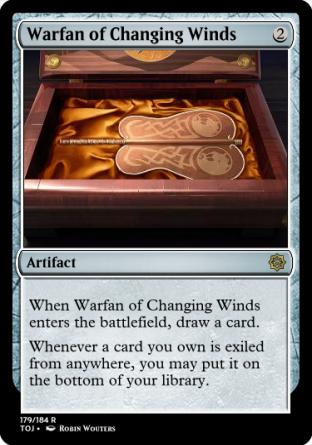 Warfan of Changing Winds 2
Artifact
When Warfan of Changing Winds
enters the battlefield, draw a card.
Whenever a card you own is exiled
from anywhere, you may put it on
the bottom of your library.
179/184 R
TOJ • Robin Wouters